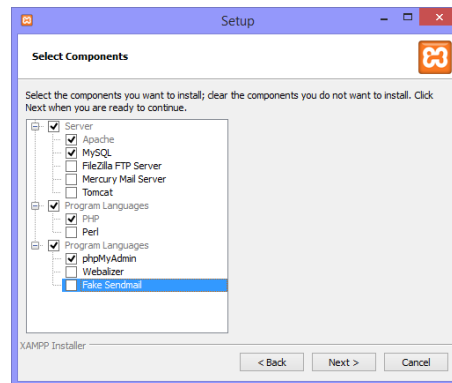 Setup
Select Components
Select the components you want to install; clear the components you do not want to install. Click
Next when you are ready to continue.
Server
Apache
MySQL
FileZilla FTP Server
Mercury Mail Server
Tomcat
Program Languages
PHP
Perl
Program Languages
phpMyAdmin
Webalizer
Fake Sendmail
XAMPP Installer
< Back
Next >
Cancel